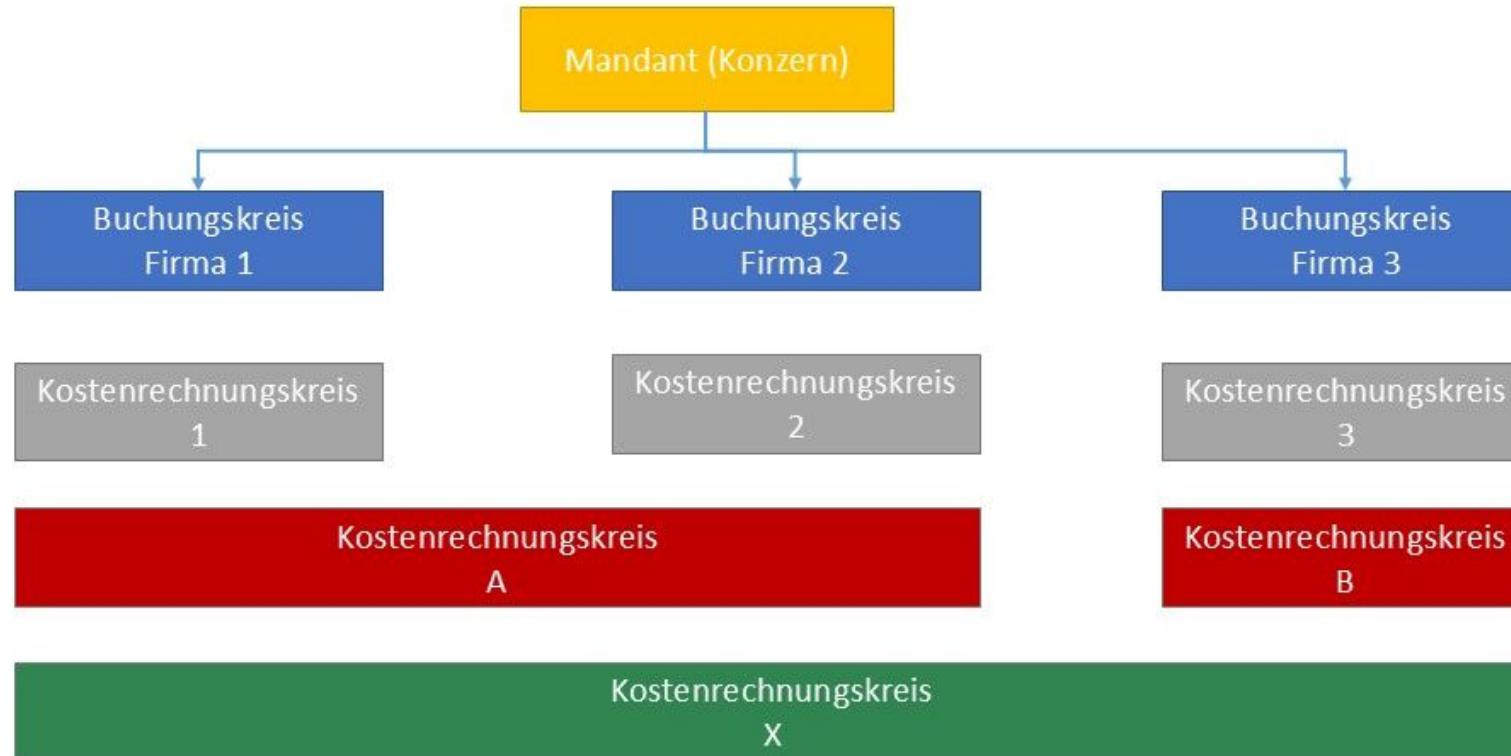 Mandant (Konzern)
Buchungskreis
Firma 1
Buchungskreis
Firma 2
Buchungskreis
Firma 3
Kostenrechnungskreis
1
Kostenrechnungskreis
2
Kostenrechnungskreis
3
Kostenrechnungskreis
A
Kostenrechnungskreis
B
Kostenrechnungskreis
X